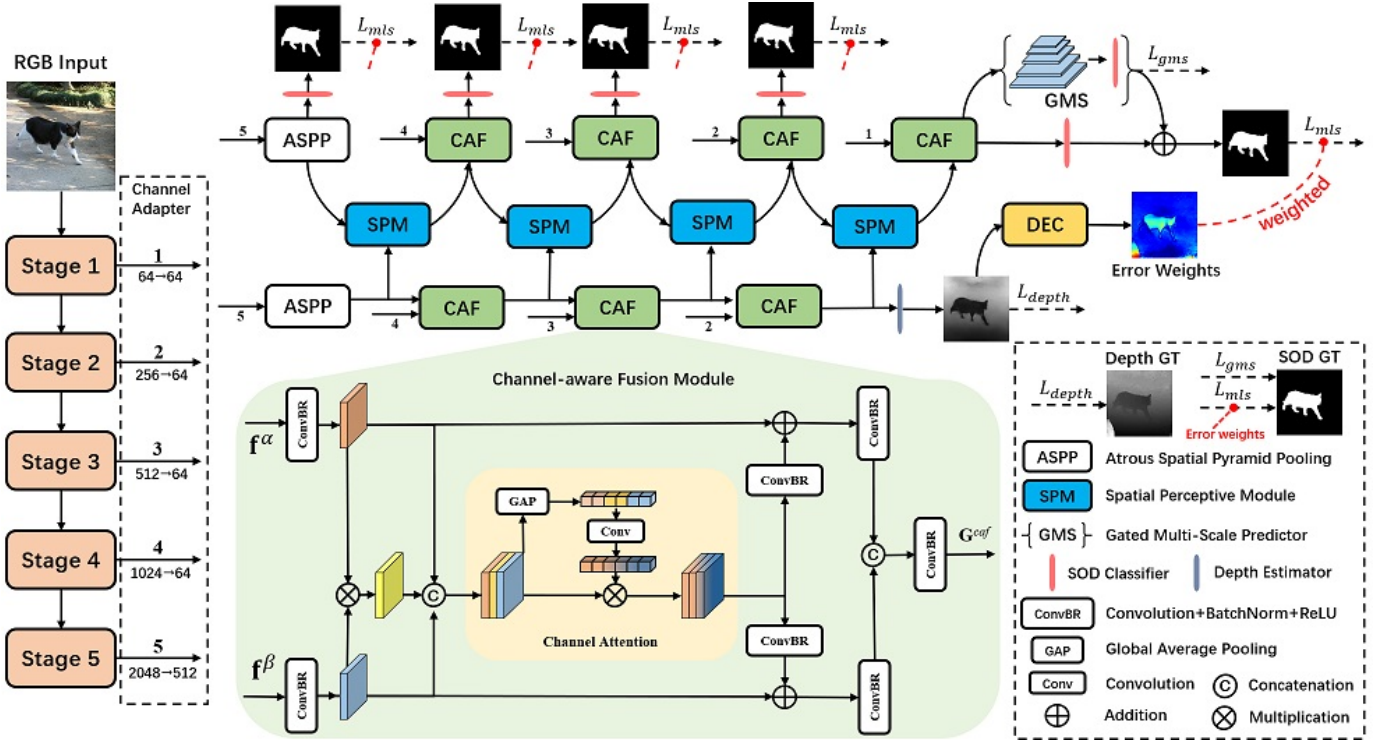 RGB Input
Channel
Adapter
Stage 1
1
64→64
Stage 2
2
256→64
Stage 3
3
512→64
Stage 4
4
1024→64
Stage 5
5
2048→512
L_mls
L_mls
L_mls
L_mls
5
ASPP
4
CAF
3
CAF
2
CAF
1
CAF
GMS
L_gms
L_mls
weighted
SPM
SPM
SPM
SPM
DEC
Error Weights
5
ASPP
4
CAF
3
CAF
2
CAF
L_depth
Channel-aware Fusion Module
f^α
ConvBR
f^β
ConvBR
C
GAP
Conv
Channel Attention
ConvBR
ConvBR
ConvBR
ConvBR
C
ConvBR
G^caf
Depth GT
SOD GT
L_depth
L_gms
L_mls
Error weights
ASPP Atrous Spatial Pyramid Pooling
SPM Spatial Perceptive Module
{GMS} Gated Multi-Scale Predictor
SOD Classifier
Depth Estimator
ConvBR Convolution+BatchNorm+ReLU
GAP Global Average Pooling
Conv Convolution
C Concatenation
Addition
Multiplication